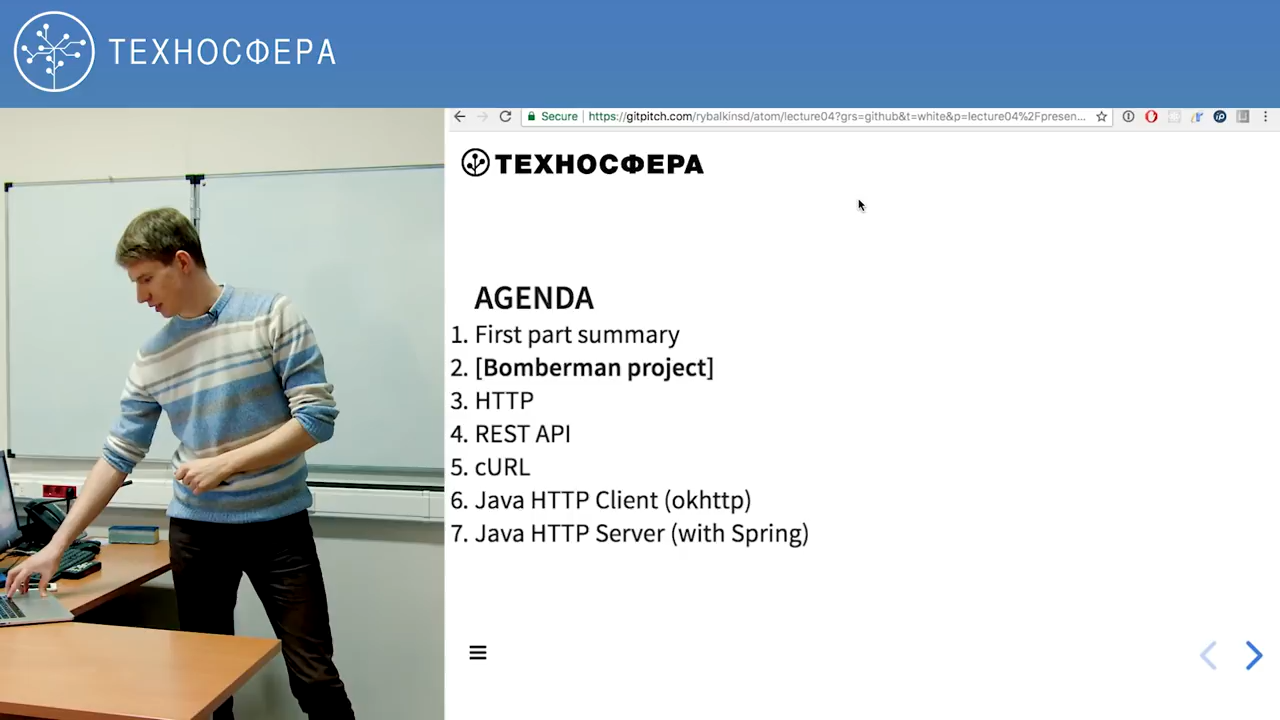 ТЕХНОСФЕРА
Secure
https://gitpitch.com/rybalkinsd/atom/lecture04?grs=github&t=white&p=lecture04%2Fpresen...
ТЕХНОСФЕРА
AGENDA
1. First part summary
2. [Bomberman project]
3. HTTP
4. REST API
5. cURL
6. Java HTTP Client (okhttp)
7. Java HTTP Server (with Spring)